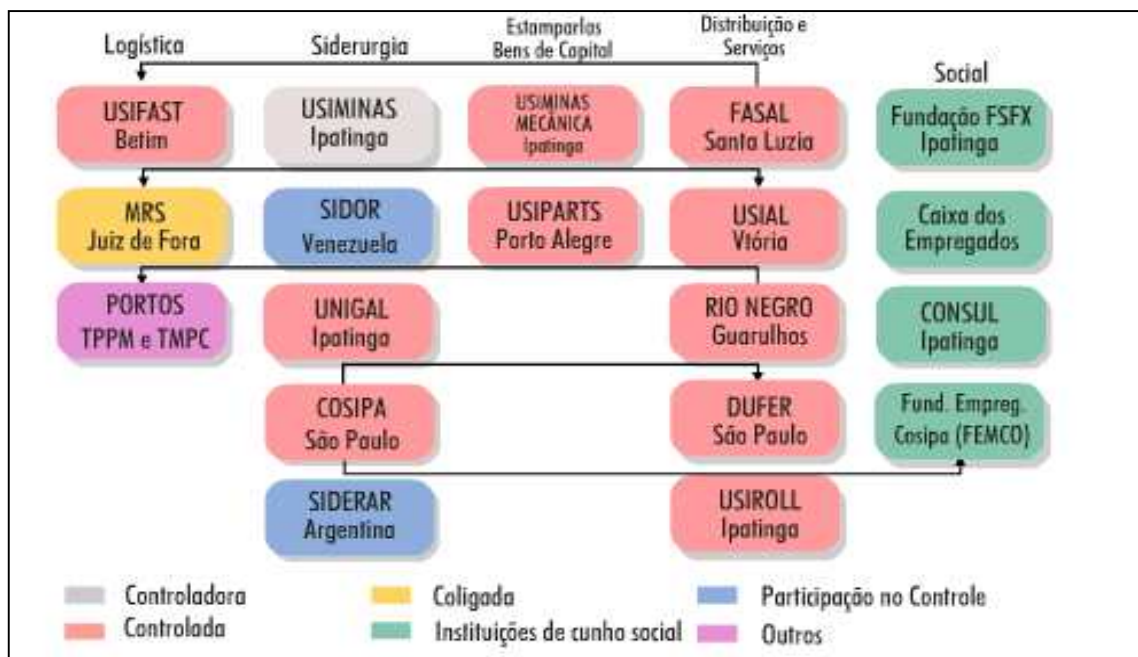 Logística
Siderurgia
Estamparias
Bens de Capital
Distribuição e
Serviços
Social
USIFAST
Betim
USIMINAS
Ipatinga
USIMINAS
MECÂNICA
Ipatinga
FASAL
Santa Luzia
Fundação FSFX
Ipatinga
MRS
Juiz de Fora
SIDOR
Venezuela
USIPARTS
Porto Alegre
USIAL
Vtória
Caixa dos
Empregados
PORTOS
TPPM e TMPC
UNIGAL
Ipatinga
RIO NEGRO
Guarulhos
CONSUL
Ipatinga
COSIPA
São Paulo
DUFER
São Paulo
Fund. Empreg.
Cosipa (FEMCO)
SIDERAR
Argentina
USIROLL
Ipatinga
Controladora
Coligada
Participação no Controle
Controlada
Instituições de cunho social
Outros